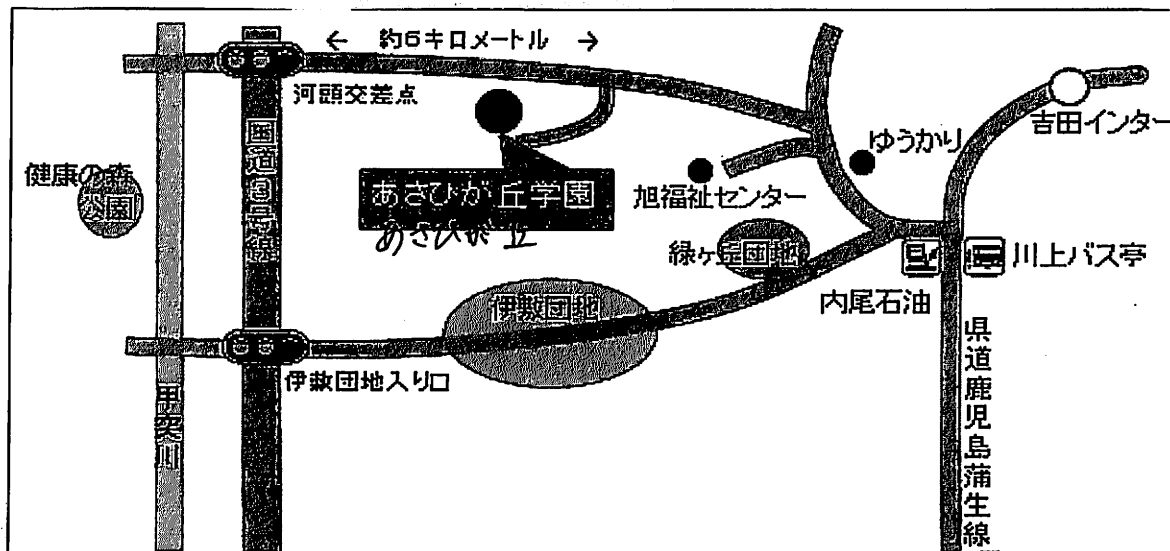 ← 約6キロメートル →
河頭交差点
国道3号線
健康の森
公園
あさひが丘学園
あさひが丘
旭福祉センター
ゆうかり
吉田インター
緑ヶ丘団地
内尾石油
川上バス亭
伊敷団地
伊敷団地入り口
甲突川
県道鹿児島蒲生線